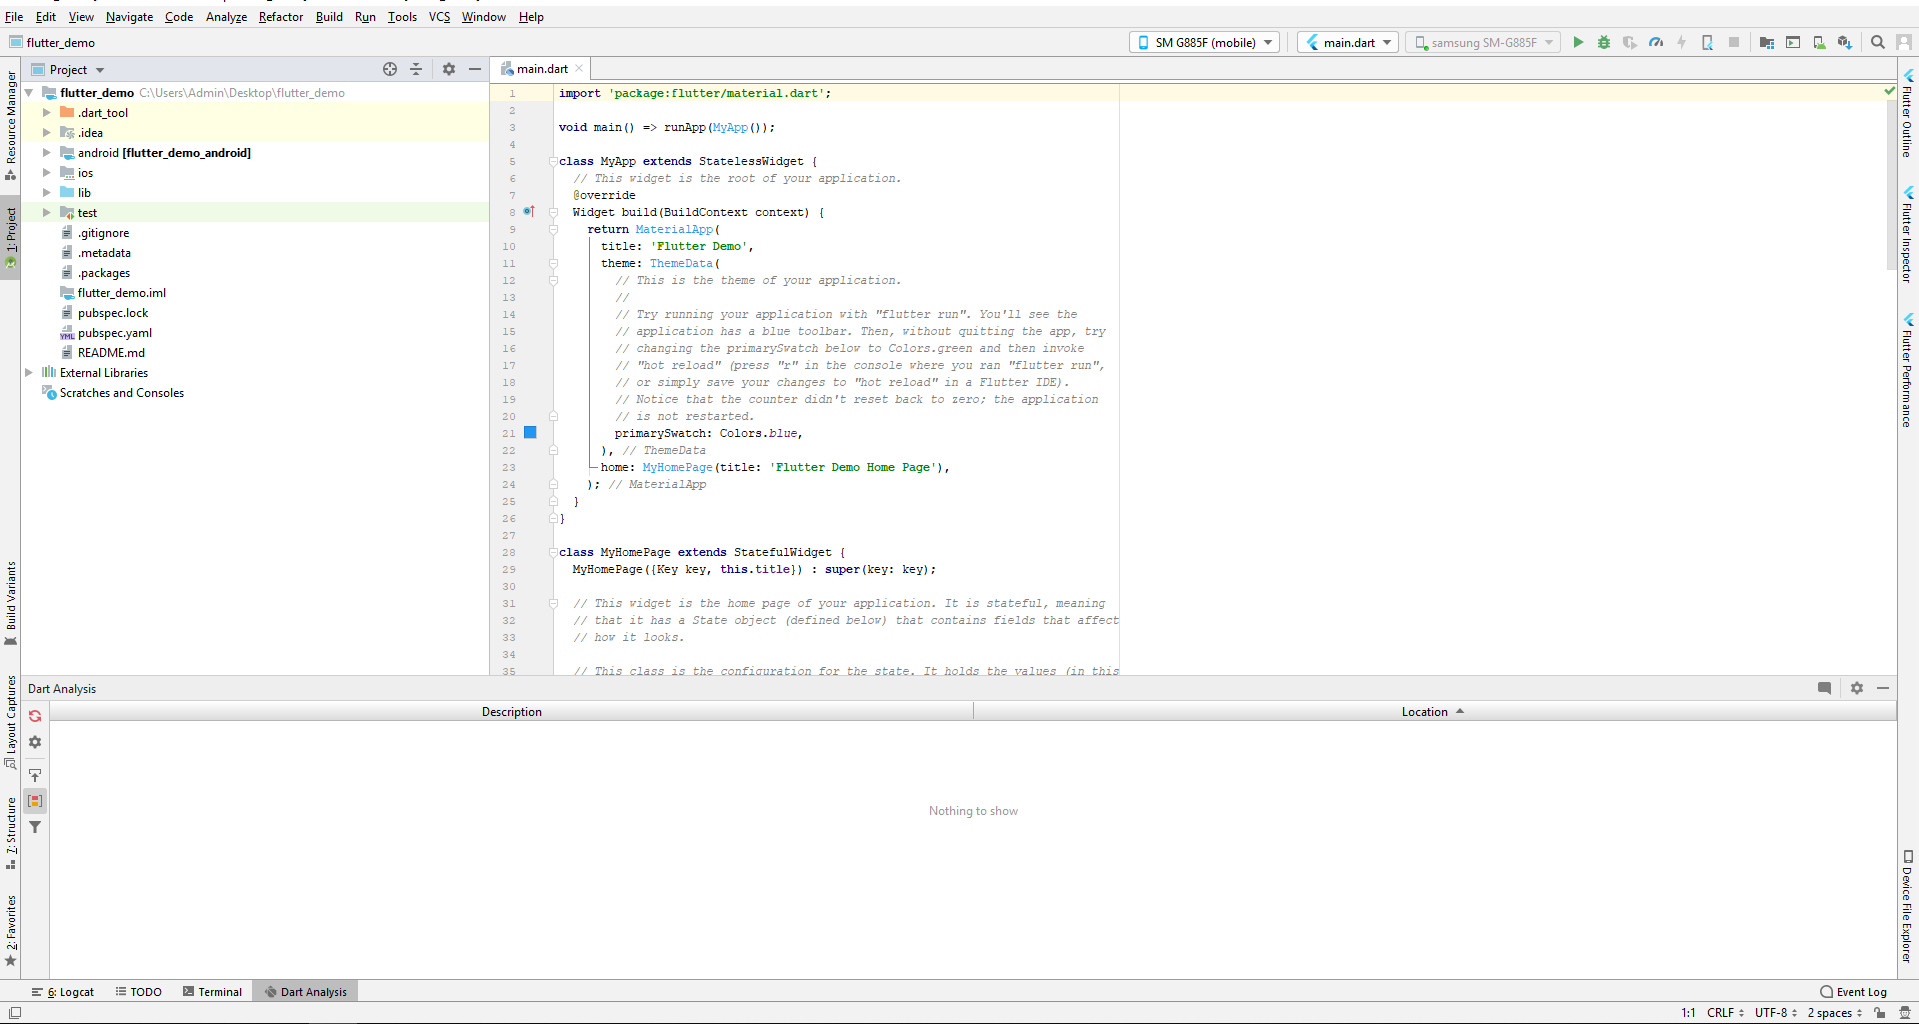 File Edit View Navigate Code Analyze Refactor Build Run Tools VCS Window Help
flutter_demo
SM G885F (mobile)
main.dart
samsung SM-G885F
Project
main.dart
flutter_demo C:\Users\Admin\Desktop\flutter_demo
.dart_tool
.idea
android [flutter_demo_android]
ios
lib
test
.gitignore
.metadata
.packages
flutter_demo.iml
pubspec.lock
pubspec.yaml
README.md
External Libraries
Scratches and Consoles
1 import 'package:flutter/material.dart';
2
3 void main() => runApp(MyApp());
4
5 class MyApp extends StatelessWidget {
6 // This widget is the root of your application.
7 @override
8 Widget build(BuildContext context) {
9 return MaterialApp(
10 title: 'Flutter Demo',
11 theme: ThemeData(
12 // This is the theme of your application.
13 //
14 // Try running your application with "flutter run". You'll see the
15 // application has a blue toolbar. Then, without quitting the app, try
16 // changing the primarySwatch below to Colors.green and then invoke
17 // "hot reload" (press "r" in the console where you ran "flutter run",
18 // or simply save your changes to "hot reload" in a Flutter IDE).
19 // Notice that the counter didn't reset back to zero; the application
20 // is not restarted.
21 primarySwatch: Colors.blue,
22 ), // ThemeData
23 home: MyHomePage(title: 'Flutter Demo Home Page'),
24 ); // MaterialApp
25 }
26 }
27
28 class MyHomePage extends StatefulWidget {
29 MyHomePage({Key key, this.title}) : super(key: key);
30
31 // This widget is the home page of your application. It is stateful, meaning
32 // that it has a State object (defined below) that contains fields that affect
33 // how it looks.
34
35 // This class is the configuration for the state. It holds the values (in this
Resource Manager
1: Project
Build Variants
Layout Captures
7: Structure
2: Favorites
Flutter Outline
Flutter Inspector
Flutter Performance
Device File Explorer
Dart Analysis
Description
Location
Nothing to show
6: Logcat
TODO
Terminal
Dart Analysis
Event Log
1:1 CRLF UTF-8 2 spaces